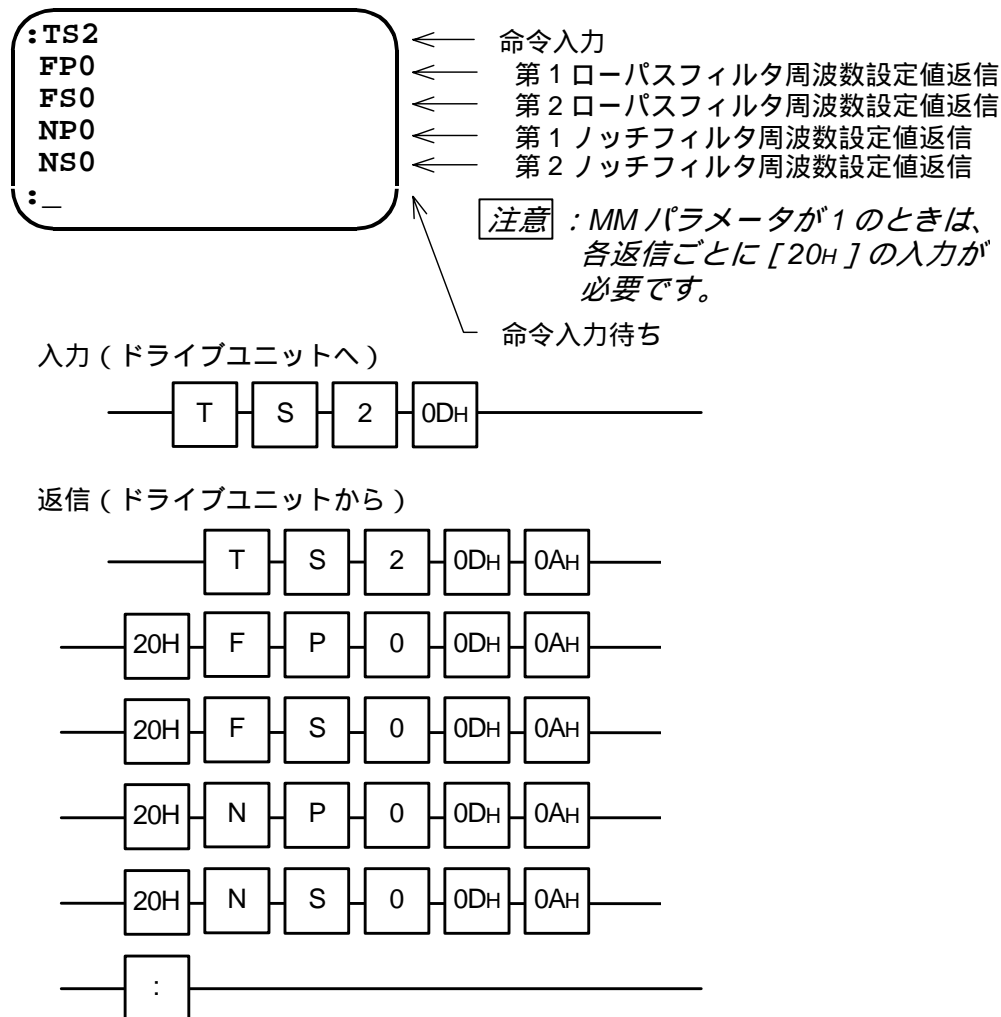 :TS2 命令入力
FP0 第1ローパスフィルタ周波数設定値返信
FS0 第2ローパスフィルタ周波数設定値返信
NP0 第1ノッチフィルタ周波数設定値返信
NS0 第2ノッチフィルタ周波数設定値返信
:_
注意:MMパラメータが1のときは、
各返信ごとに[20H]の入力が
必要です。
命令入力待ち
入力(ドライブユニットへ)
T S 2 0DH
返信(ドライブユニットから)
T S 2 0DH 0AH
20H F P 0 0DH 0AH
20H F S 0 0DH 0AH
20H N P 0 0DH 0AH
20H N S 0 0DH 0AH
: